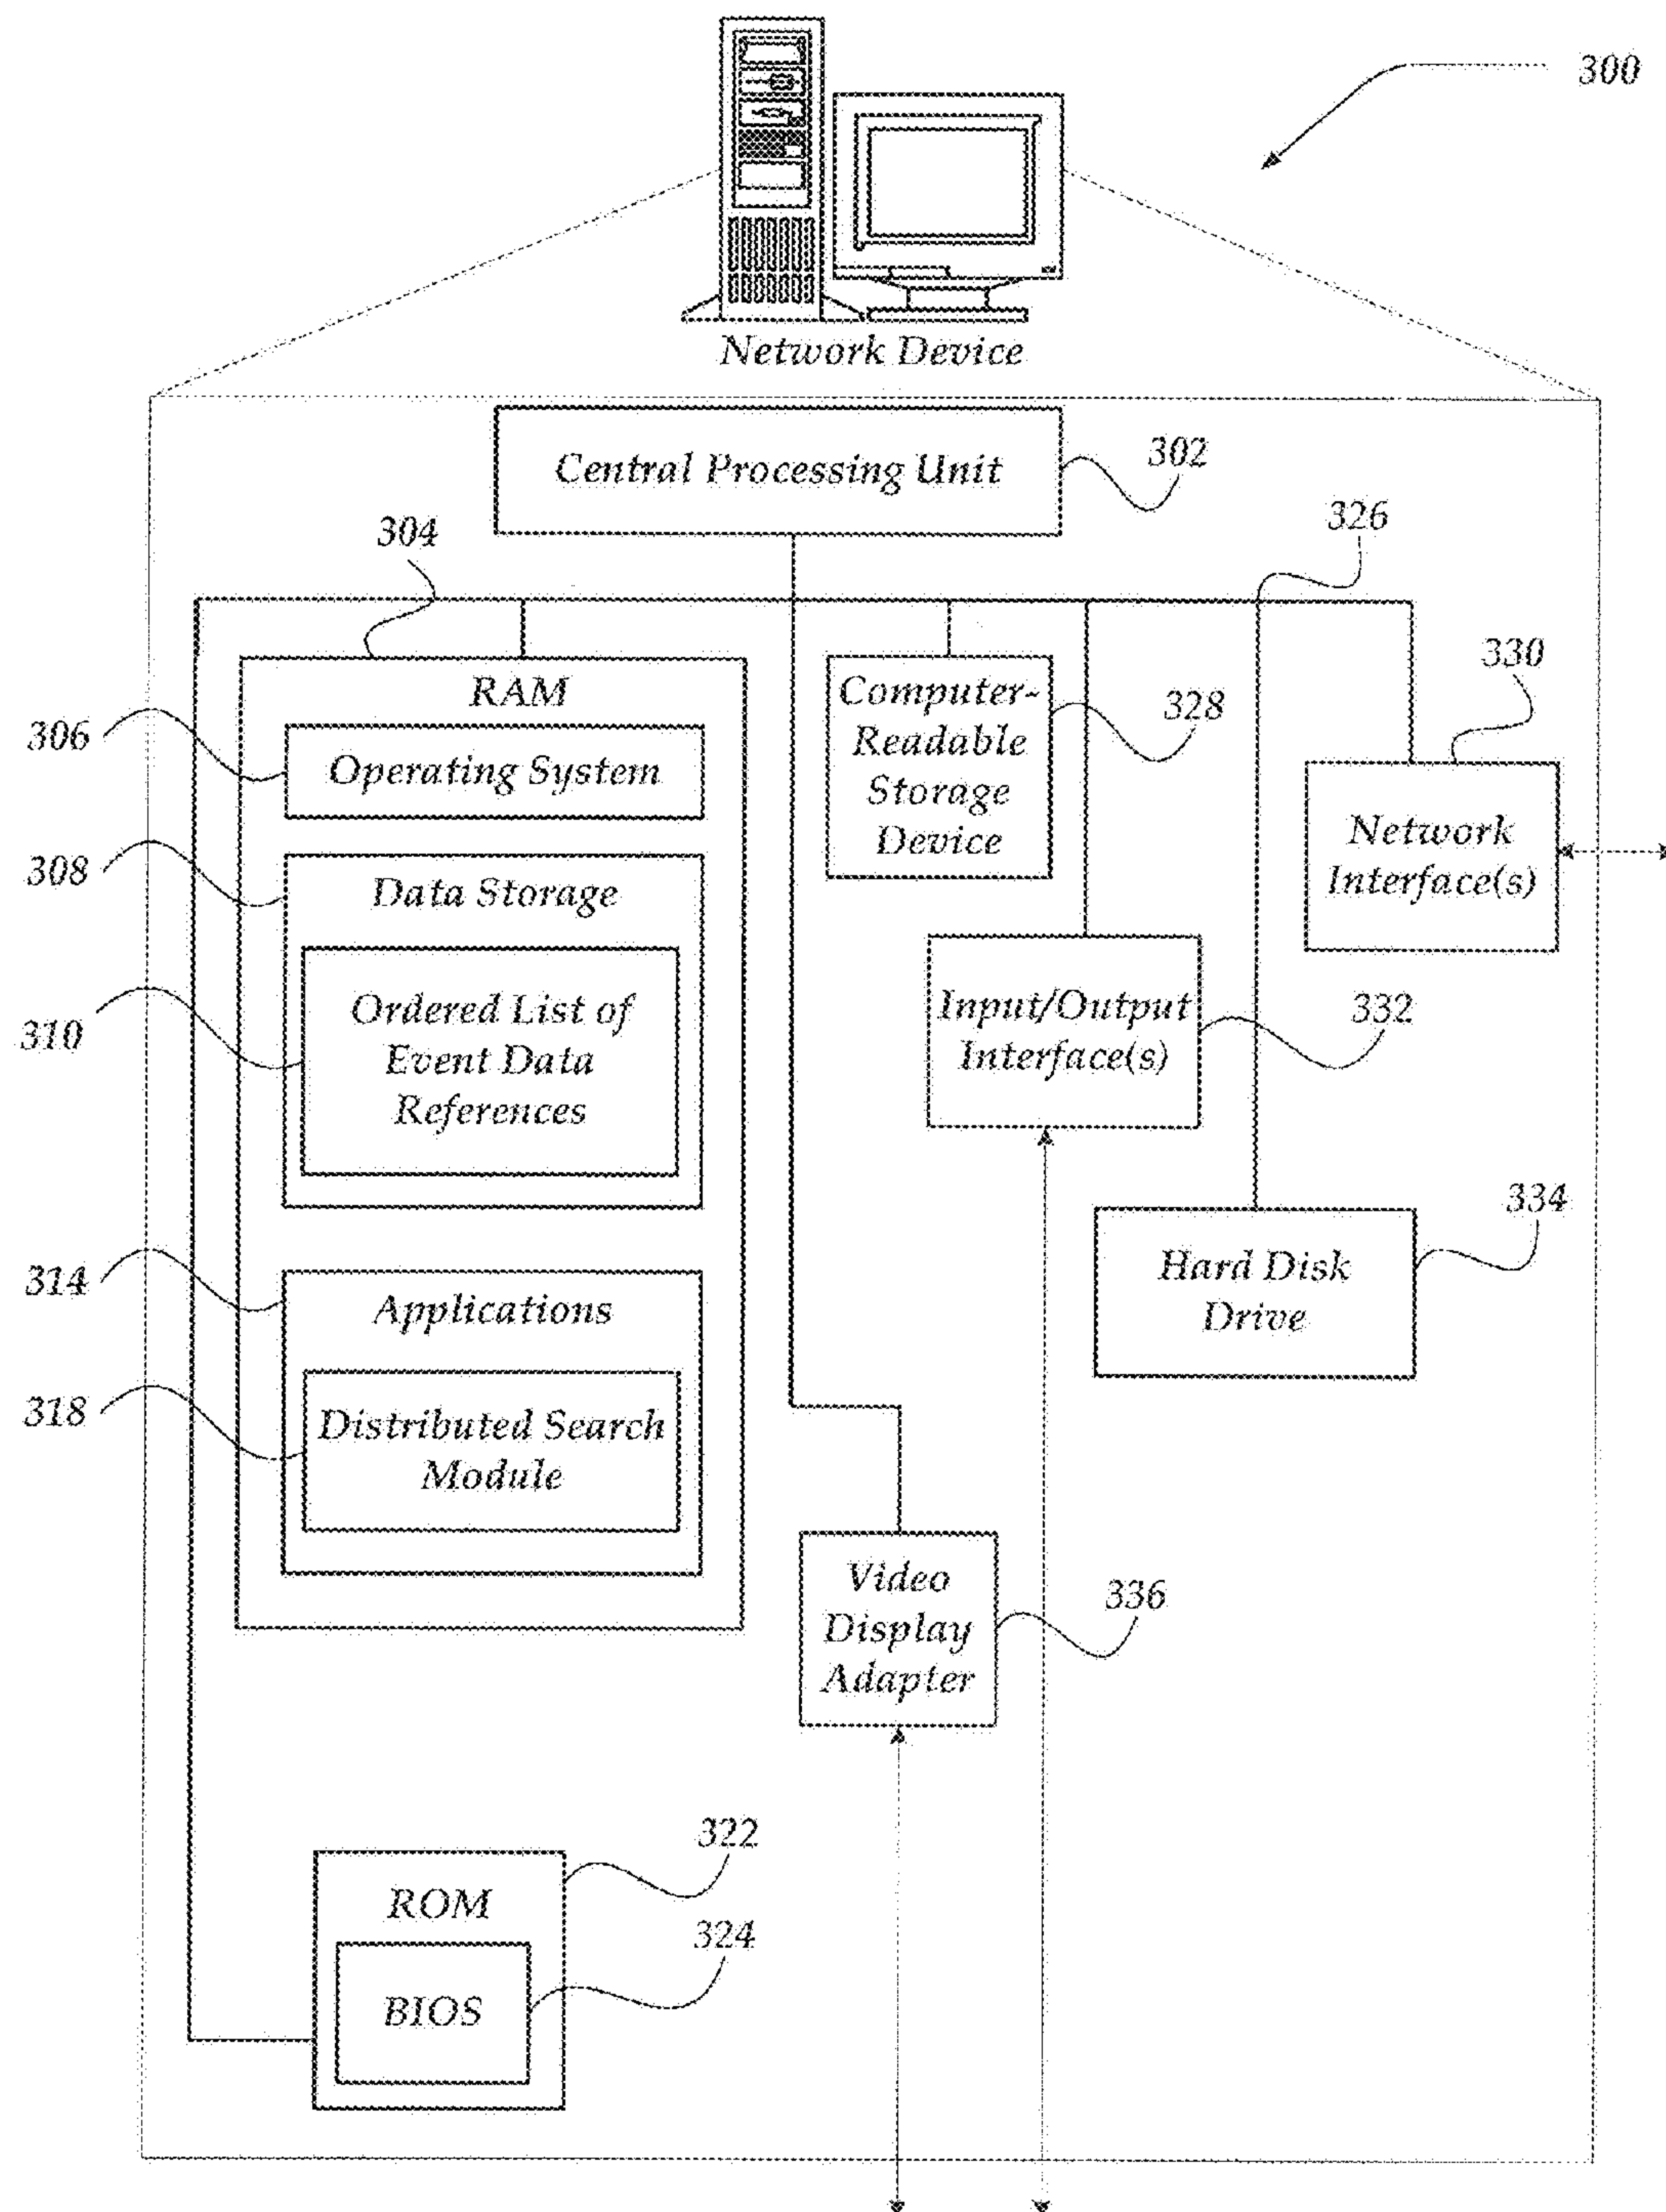 300
Network Device
Central Processing Unit
302
304
326
RAM
Computer-
Readable
Storage
Device
328
330
306
Operating System
Network
Interface(s)
308
Data Storage
310
Ordered List of
Event Data
References
Input/Output
Interface(s)
332
334
Hard Disk
Drive
314
Applications
318
Distributed Search
Module
Video
Display
Adapter
336
322
ROM
324
BIOS